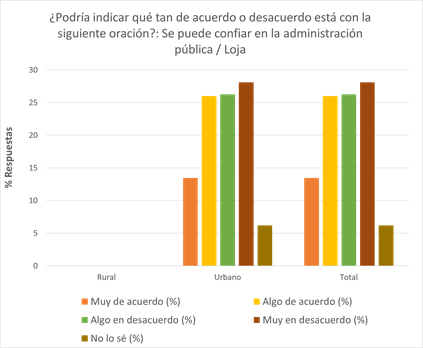 ¿Podría indicar qué tan de acuerdo o desacuerdo está con la
siguiente oración?: Se puede confiar en la administración
pública / Loja
30
25
20
15
10
5
0
% Respuestas
Rural
Urbano
Total
Muy de acuerdo (%)
Algo de acuerdo (%)
Algo en desacuerdo (%)
Muy en desacuerdo (%)
No lo sé (%)